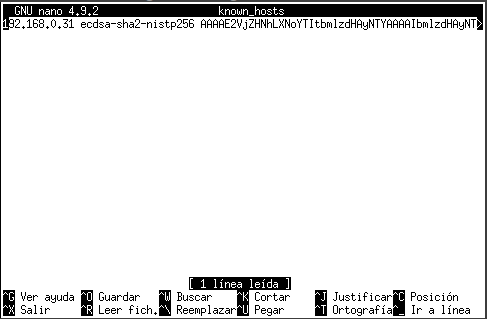 GNU nano 4.9.2 known_hosts
192.168.0.31 ecdsa-sha2-nistp256 AAAAE2VjZHNhLXNoYTItbmlzdHAyNTYAAAAIbmlzdHAyNT>
[ 1 línea leída ]
^G Ver ayuda ^O Guardar ^W Buscar ^K Cortar ^J Justificar ^C Posición
^X Salir ^R Leer fich. ^\ Reemplazar ^U Pegar ^T Ortografía ^_ Ir a línea